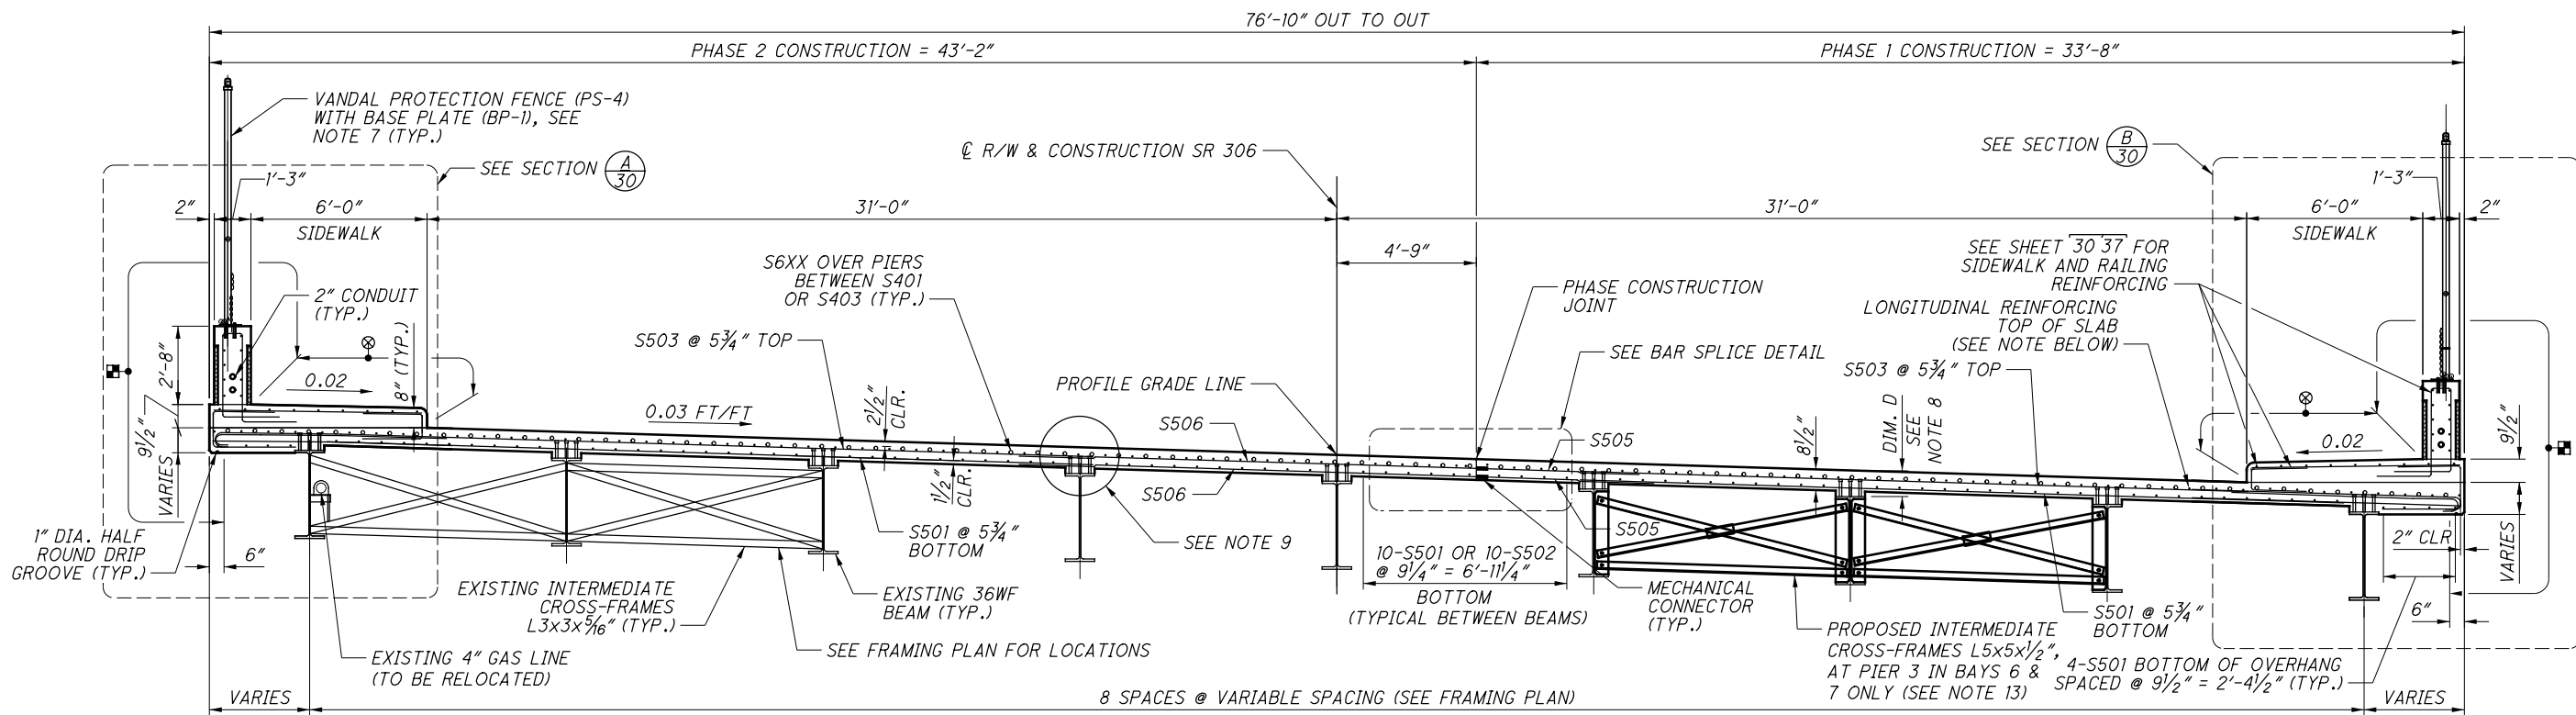 76'-10" OUT TO OUT
PHASE 2 CONSTRUCTION = 43'-2"
PHASE 1 CONSTRUCTION = 33'-8"
VANDAL PROTECTION FENCE (PS-4)
WITH BASE PLATE (BP-1), SEE
NOTE 7 (TYP.)
SEE SECTION A
30
℄ R/W & CONSTRUCTION SR 306
SEE SECTION B
30
1'-3"
1'-3"
2"
6'-0"
SIDEWALK
31'-0"
31'-0"
6'-0"
SIDEWALK
2"
4'-9"
S6XX OVER PIERS
BETWEEN S401
OR S403 (TYP.)
SEE SHEET 30 37 FOR
SIDEWALK AND RAILING
REINFORCING
2" CONDUIT
(TYP.)
PHASE CONSTRUCTION
JOINT
LONGITUDINAL REINFORCING
TOP OF SLAB
(SEE NOTE BELOW)
S503 @ 5¾" TOP
SEE BAR SPLICE DETAIL
2'-8"
8" (TYP.)
0.02
PROFILE GRADE LINE
S503 @ 5¾" TOP
0.03 FT/FT
2½"
CLR.
S506
S505
8½"
DIM. D
SEE
NOTE 8
0.02
9½"
9½"
VARIES
1½"
CLR.
S506
S505
VARIES
1" DIA. HALF
ROUND DRIP
GROOVE (TYP.)
6"
S501 @ 5¾"
BOTTOM
SEE NOTE 9
10-S501 OR 10-S502
@ 9¼" = 6'-11¼"
BOTTOM
(TYPICAL BETWEEN BEAMS)
2" CLR
6"
EXISTING INTERMEDIATE
CROSS-FRAMES
L3x3x5⁄16" (TYP.)
EXISTING 36WF
BEAM (TYP.)
MECHANICAL
CONNECTOR
(TYP.)
S501 @ 5¾"
BOTTOM
SEE FRAMING PLAN FOR LOCATIONS
EXISTING 4" GAS LINE
(TO BE RELOCATED)
PROPOSED INTERMEDIATE
CROSS-FRAMES L5x5x½",
AT PIER 3 IN BAYS 6 &
7 ONLY (SEE NOTE 13)
4-S501 BOTTOM OF OVERHANG
SPACED @ 9½" = 2'-4½" (TYP.)
VARIES
8 SPACES @ VARIABLE SPACING (SEE FRAMING PLAN)
VARIES